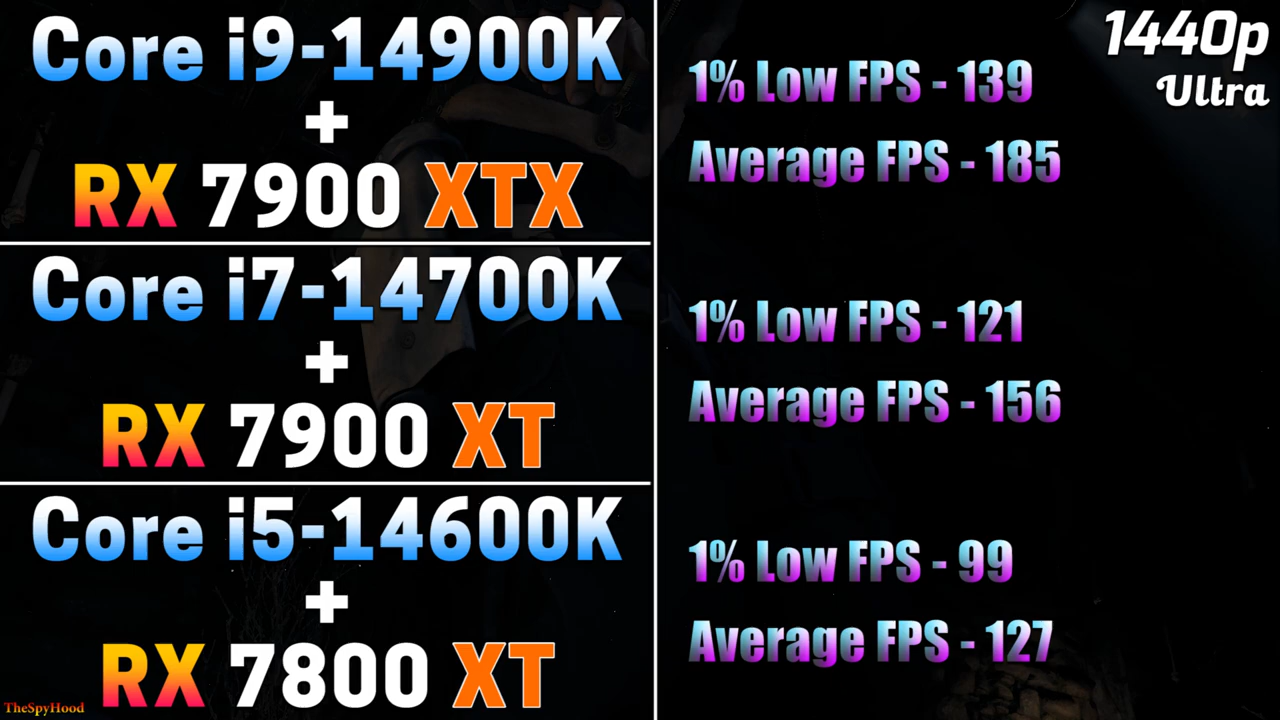 Core i9-14900K
+
RX 7900 XTX
1% Low FPS - 139
Average FPS - 185
1440p
Ultra
Core i7-14700K
+
RX 7900 XT
1% Low FPS - 121
Average FPS - 156
Core i5-14600K
+
RX 7800 XT
1% Low FPS - 99
Average FPS - 127
TheSpyHood